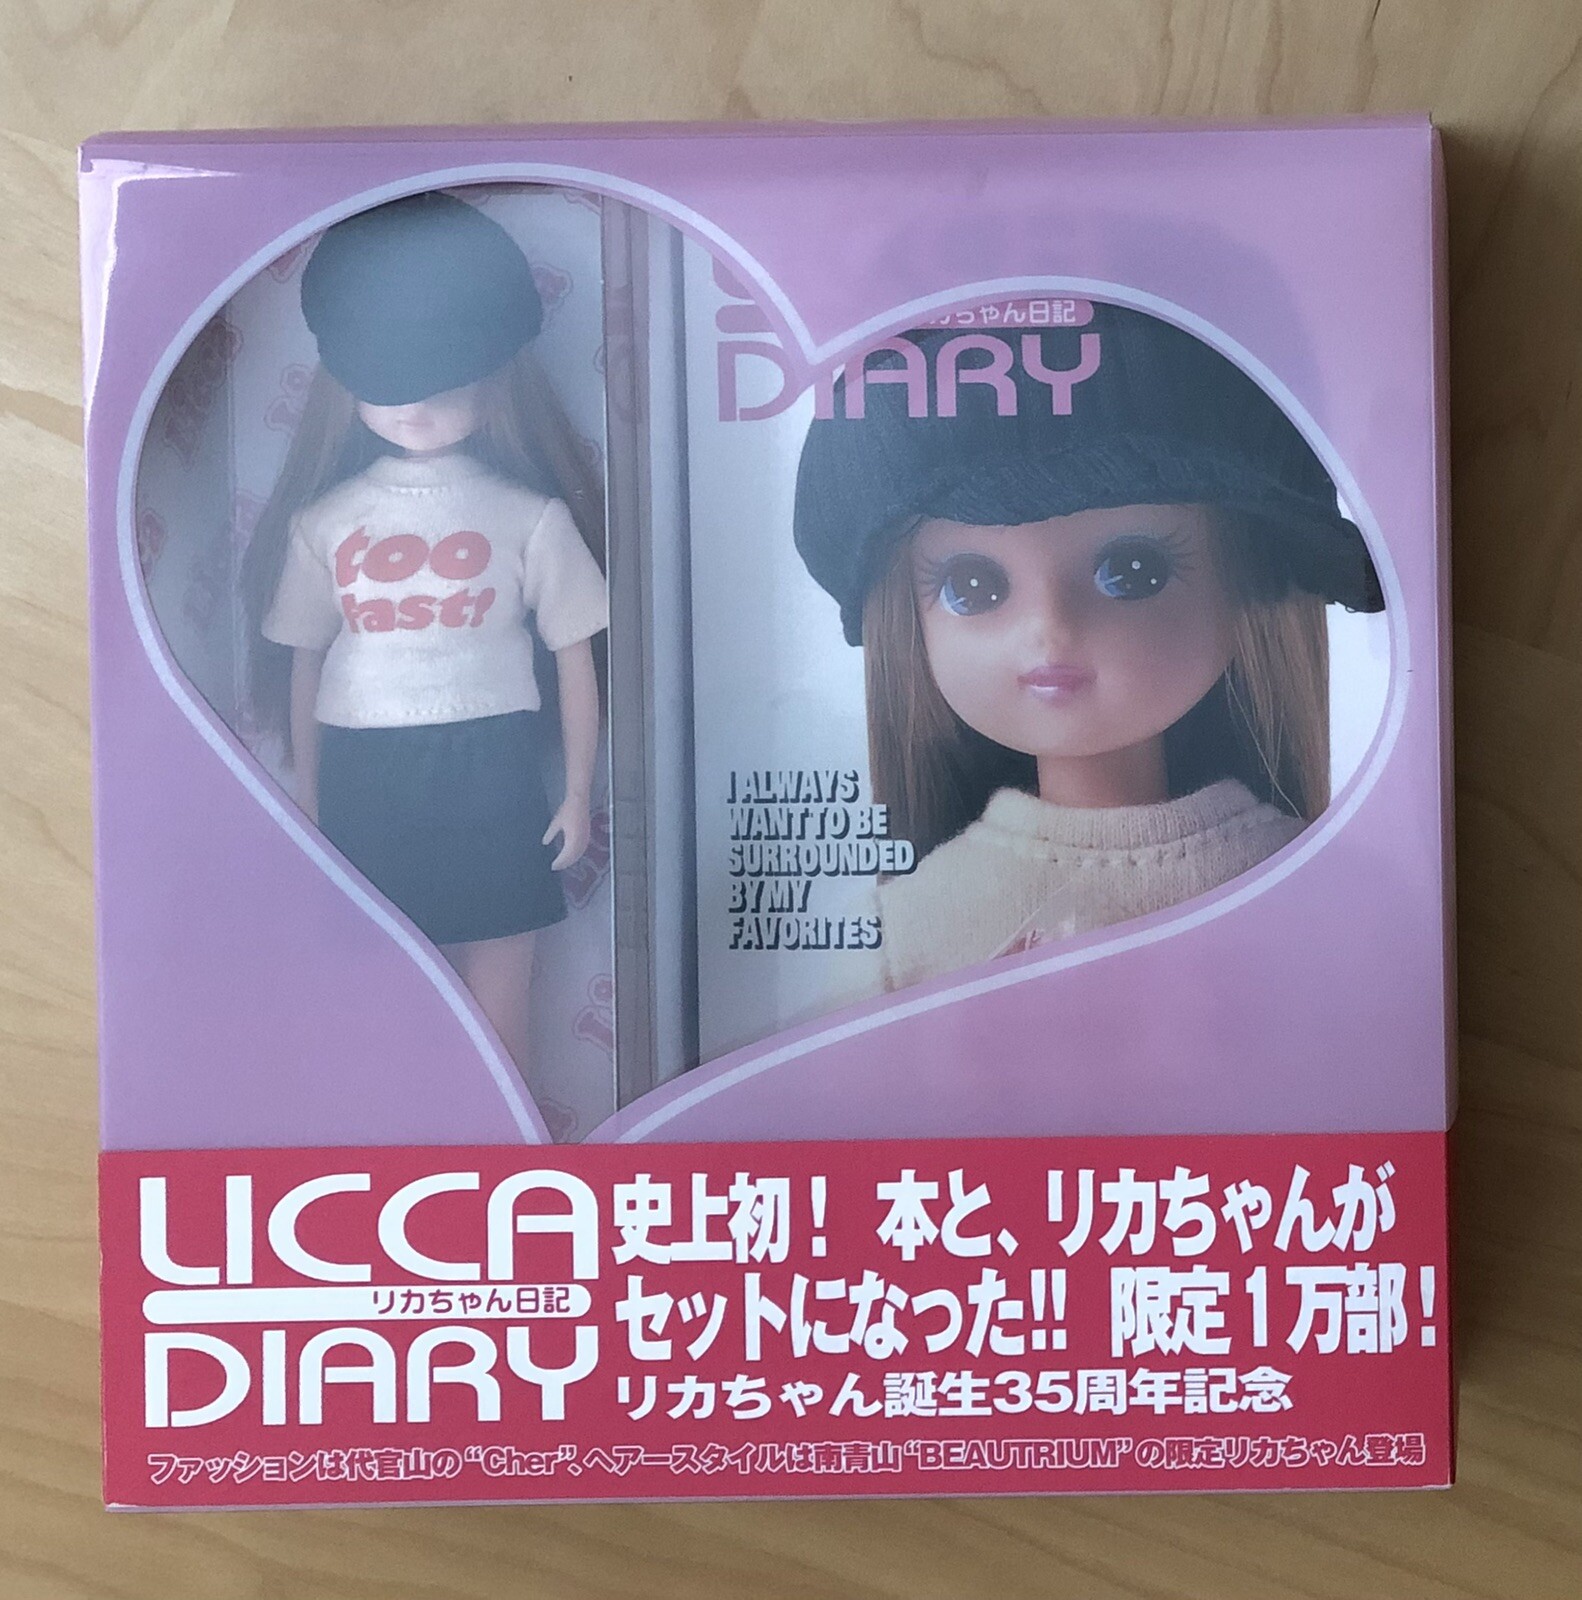 too
fast!
ちゃん日記
DIARY
I ALWAYS
WANT TO BE
SURROUNDED
BY MY
FAVORITES
LICCA
リカちゃん日記
DIARY
史上初！ 本と、リカちゃんが
セットになった!! 限定1万部！
リカちゃん誕生35周年記念
ファッションは代官山の“Cher”、ヘアースタイルは南青山“BEAUTRIUM”の限定リカちゃん登場